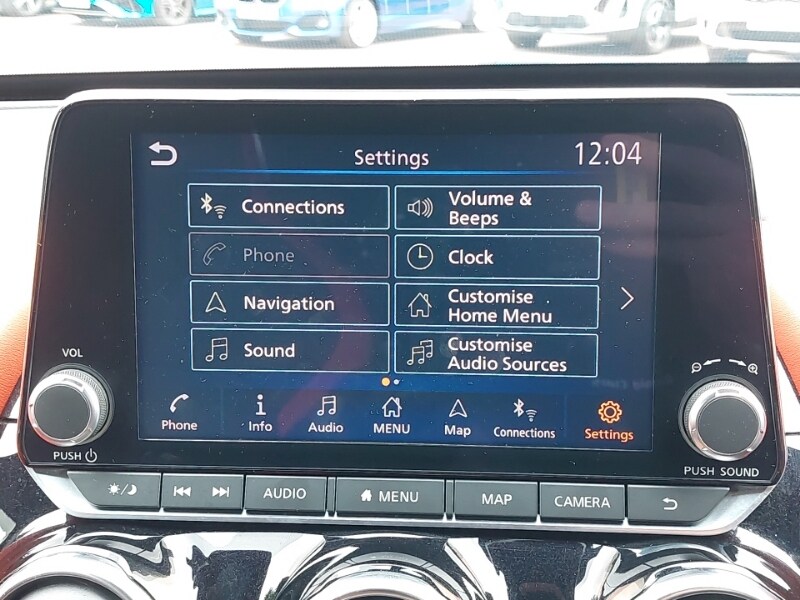 Settings
12:04
Connections
Volume &
Beeps
Phone
Clock
Navigation
Customise
Home Menu
Sound
Customise
Audio Sources
Phone
Info
Audio
MENU
Map
Connections
Settings
VOL
PUSH
PUSH SOUND
AUDIO
MENU
MAP
CAMERA